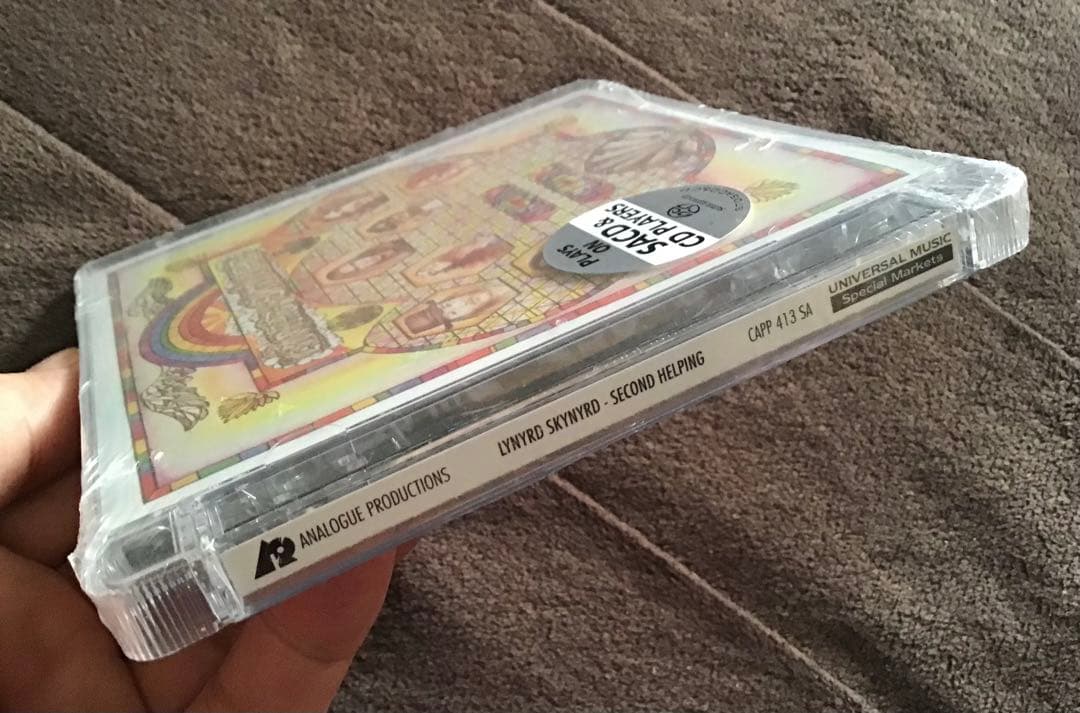 PLAYS
ON
SACD &
CD PLAYERS
ANALOGUE PRODUCTIONS
LYNYRD SKYNYRD - SECOND HELPING
CAPP 413 SA
UNIVERSAL MUSIC
Special Markets